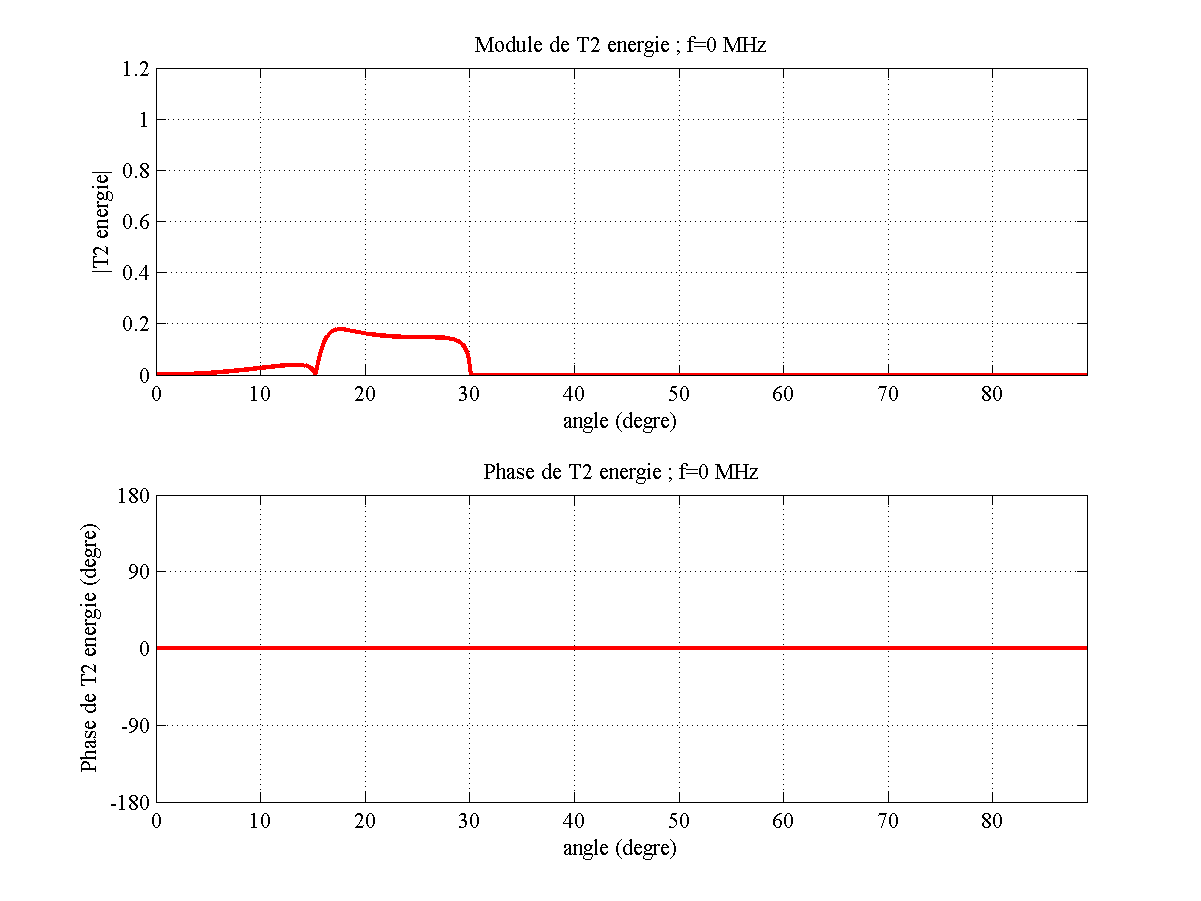 Module de T2 energie ; f=0 MHz
1.2
1
0.8
0.6
0.4
0.2
0
|T2 energie|
0 10 20 30 40 50 60 70 80
angle (degre)
Phase de T2 energie ; f=0 MHz
180
90
0
-90
-180
Phase de T2 energie (degre)
0 10 20 30 40 50 60 70 80
angle (degre)